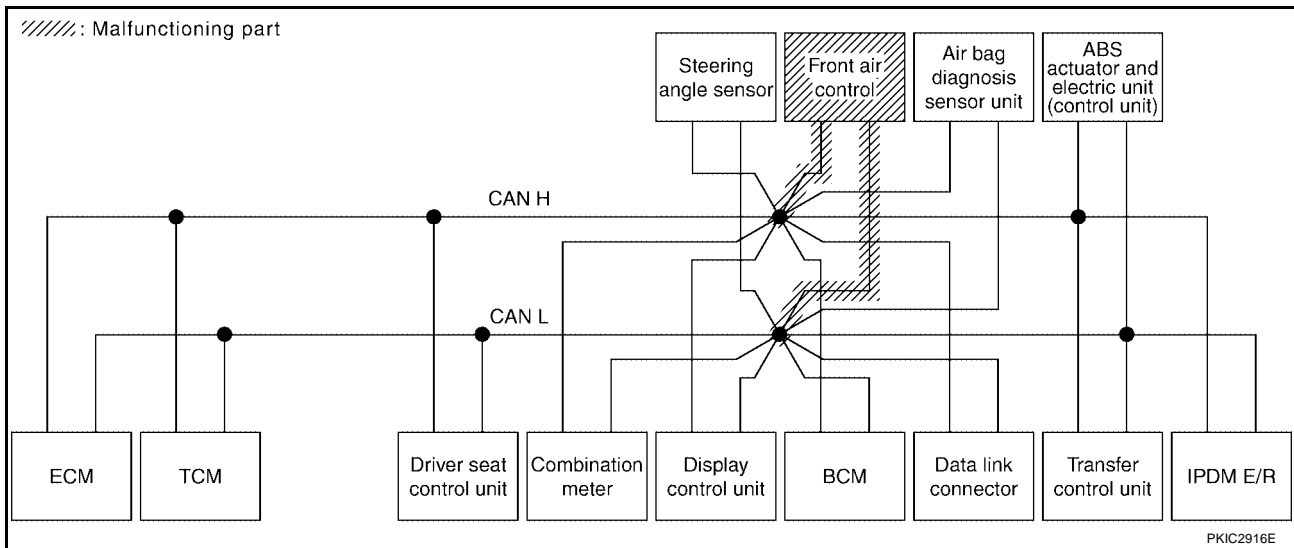 : Malfunctioning part
Steering
angle sensor
Front air
control
Air bag
diagnosis
sensor unit
ABS
actuator and
electric unit
(control unit)
CAN H
CAN L
ECM
TCM
Driver seat
control unit
Combination
meter
Display
control unit
BCM
Data link
connector
Transfer
control unit
IPDM E/R
PKIC2916E